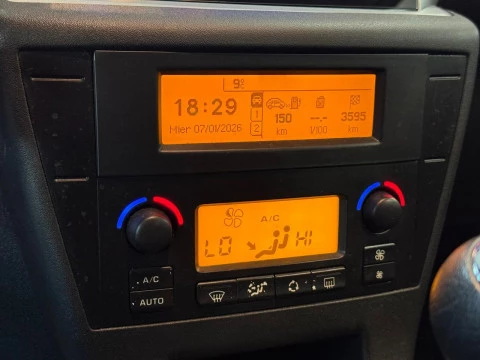 9°C
18:29
Mier 07/01/2026
1
2
150
km
--.-
l/100
3595
km
A/C
LO
HI
A/C
AUTO